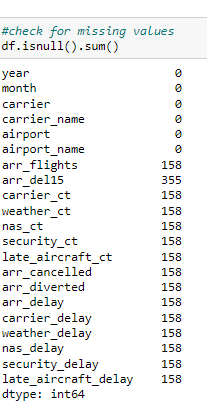 #check for missing values
df.isnull().sum()
year 0
month 0
carrier 0
carrier_name 0
airport 0
airport_name 0
arr_flights 158
arr_del15 355
carrier_ct 158
weather_ct 158
nas_ct 158
security_ct 158
late_aircraft_ct 158
arr_cancelled 158
arr_diverted 158
arr_delay 158
carrier_delay 158
weather_delay 158
nas_delay 158
security_delay 158
late_aircraft_delay 158
dtype: int64